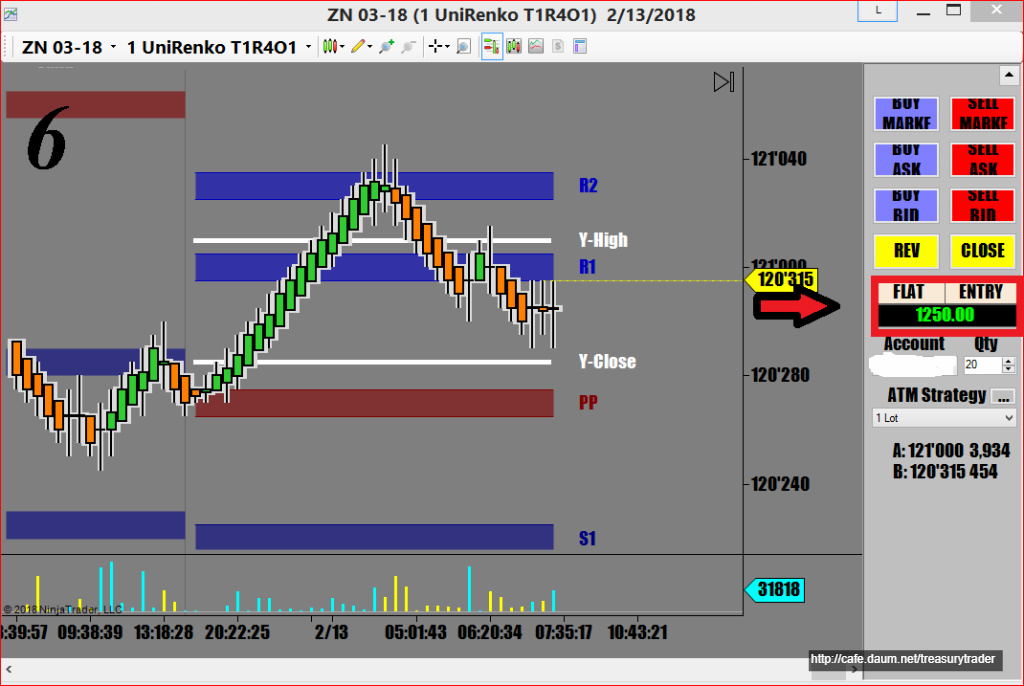 ZN 03-18 (1 UniRenko T1R4O1)  2/13/2018
L
ZN 03-18 1 UniRenko T1R4O1
6
R2
Y-High
R1
Y-Close
PP
S1
121'040
121'000
120'315
120'280
120'240
31818
BUY MARKE SELL MARKE
BUY ASK SELL ASK
BUY BID SELL BID
REV CLOSE
FLAT ENTRY
1250.00
Account Qty
20
ATM Strategy ...
1 Lot
A: 121'000 3,934
B: 120'315 454
© 2018 NinjaTrader, LLC
3:39:57 09:38:39 13:18:28 20:22:25 2/13 05:01:43 06:20:34 07:35:17 10:43:21
http://cafe.daum.net/treasurytrader